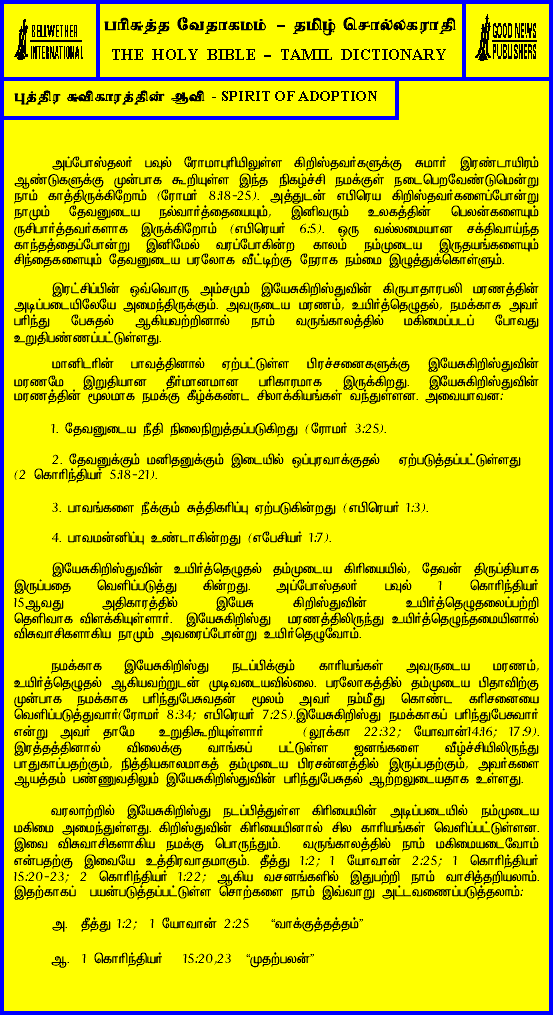 BELLWETHER
INTERNATIONAL
பரிசுத்த வேதாகமம் – தமிழ் சொல்லகராதி
THE HOLY BIBLE – TAMIL DICTIONARY
GOOD NEWS
PUBLISHERS
புத்திர சுவிகாரத்தின் ஆவி - SPIRIT OF ADOPTION
அப்போஸ்தலர் பவுல் ரோமாபுரியிலுள்ள கிறிஸ்தவர்களுக்கு சுமார் இரண்டாயிரம்
ஆண்டுகளுக்கு முன்பாக கூறியுள்ள இந்த நிகழ்ச்சி நமக்குள் நடைபெறவேண்டுமென்று
நாம் காத்திருக்கிறோம் (ரோமர் 8:18-25). அத்துடன் எபிரெய கிறிஸ்தவர்களைப்போன்று
நாமும் தேவனுடைய நல்வார்த்தையையும், இனிவரும் உலகத்தின் பெலன்களையும்
ருசிபார்த்தவர்களாக இருக்கிறோம் (எபிரெயர் 6:5). ஒரு வல்லமையான சக்திவாய்ந்த
காந்தத்தைப்போன்று இனிமேல் வரப்போகின்ற காலம் நம்முடைய இருதயங்களையும்
சிந்தைகளையும் தேவனுடைய பரலோக வீட்டிற்கு நேராக நம்மை இழுத்துக்கொள்ளும்.
இரட்சிப்பின் ஒவ்வொரு அம்சமும் இயேசுகிறிஸ்துவின் கிருபாதாரபலி மரணத்தின்
அடிப்படையிலேயே அமைந்திருக்கும். அவருடைய மரணம், உயிர்த்தெழுதல், நமக்காக அவர்
பரிந்து பேசுதல் ஆகியவற்றினால் நாம் வருங்காலத்தில் மகிமைப்படப் போவது
உறுதிபண்ணப்பட்டுள்ளது.
மானிடரின் பாவத்தினால் ஏற்பட்டுள்ள பிரச்சனைகளுக்கு இயேசுகிறிஸ்துவின்
மரணமே இறுதியான தீர்மானமான பரிகாரமாக இருக்கிறது. இயேசுகிறிஸ்துவின்
மரணத்தின் மூலமாக நமக்கு கீழ்க்கண்ட சிலாக்கியங்கள் வந்துள்ளன. அவையாவன:
1. தேவனுடைய நீதி நிலைநிறுத்தப்படுகிறது (ரோமர் 3:25).
2. தேவனுக்கும் மனிதனுக்கும் இடையில் ஒப்புரவாக்குதல் ஏற்படுத்தப்பட்டுள்ளது
(2 கொரிந்தியர் 5:18-21).
3. பாவங்களை நீக்கும் சுத்திகரிப்பு ஏற்படுகின்றது (எபிரெயர் 1:3).
4. பாவமன்னிப்பு உண்டாகின்றது (எபேசியர் 1:7).
இயேசுகிறிஸ்துவின் உயிர்த்தெழுதல் தம்முடைய கிரியையில், தேவன் திருப்தியாக
இருப்பதை வெளிப்படுத்து கின்றது. அப்போஸ்தலர் பவுல் 1 கொரிந்தியர்
15ஆவது அதிகாரத்தில் இயேசு கிறிஸ்துவின் உயிர்த்தெழுதலைப்பற்றி
தெளிவாக விளக்கியுள்ளார். இயேசுகிறிஸ்து மரணத்திலிருந்து உயிர்த்தெழுந்தமையினால்
விசுவாசிகளாகிய நாமும் அவரைப்போன்று உயிர்தெழுவோம்.
நமக்காக இயேசுகிறிஸ்து நடப்பிக்கும் காரியங்கள் அவருடைய மரணம்,
உயிர்த்தெழுதல் ஆகியவற்றுடன் முடிவடையவில்லை. பரலோகத்தில் தம்முடைய பிதாவிற்கு
முன்பாக நமக்காக பரிந்துபேசுவதன் மூலம் அவர் நம்மீது கொண்ட கரிசனையை
வெளிப்படுத்துவார்(ரோமர் 8:34; எபிரெயர் 7:25).இயேசுகிறிஸ்து நமக்காகப் பரிந்துபேசுவார்
என்று அவர் தாமே உறுதிகூறியுள்ளார் (லூக்கா 22:32; யோவான்14:16; 17:9).
இரத்தத்தினால் விலைக்கு வாங்கப் பட்டுள்ள ஜனங்களை வீழ்ச்சியிலிருந்து
பாதுகாப்பதற்கும், நித்தியகாலமாகத் தம்முடைய பிரசன்னத்தில் இருப்பதற்கும், அவர்களை
ஆயத்தம் பண்ணுவதிலும் இயேசுகிறிஸ்துவின் பரிந்துபேசுதல் ஆற்றலுடையதாக உள்ளது.
வரலாற்றில் இயேசுகிறிஸ்து நடப்பித்துள்ள கிரியையின் அடிப்படையில் நம்முடைய
மகிமை அமைந்துள்ளது. கிறிஸ்துவின் கிரியையினால் சில காரியங்கள் வெளிப்பட்டுள்ளன.
இவை விசுவாசிகளாகிய நமக்கு பொருந்தும். வருங்காலத்தில் நாம் மகிமையடைவோம்
என்பதற்கு இவையே உத்திரவாதமாகும். தீத்து 1:2; 1 யோவான் 2:25; 1 கொரிந்தியர்
15:20-23; 2 கொரிந்தியர் 1:22; ஆகிய வசனங்களில் இதுபற்றி நாம் வாசித்தறியலாம்.
இதற்காகப் பயன்படுத்தப்பட்டுள்ள சொற்களை நாம் இவ்வாறு அட்டவணைப்படுத்தலாம்:
அ. தீத்து 1:2; 1 யோவான் 2:25 “வாக்குத்தத்தம்”
ஆ. 1 கொரிந்தியர் 15:20,23 “முதற்பலன்”